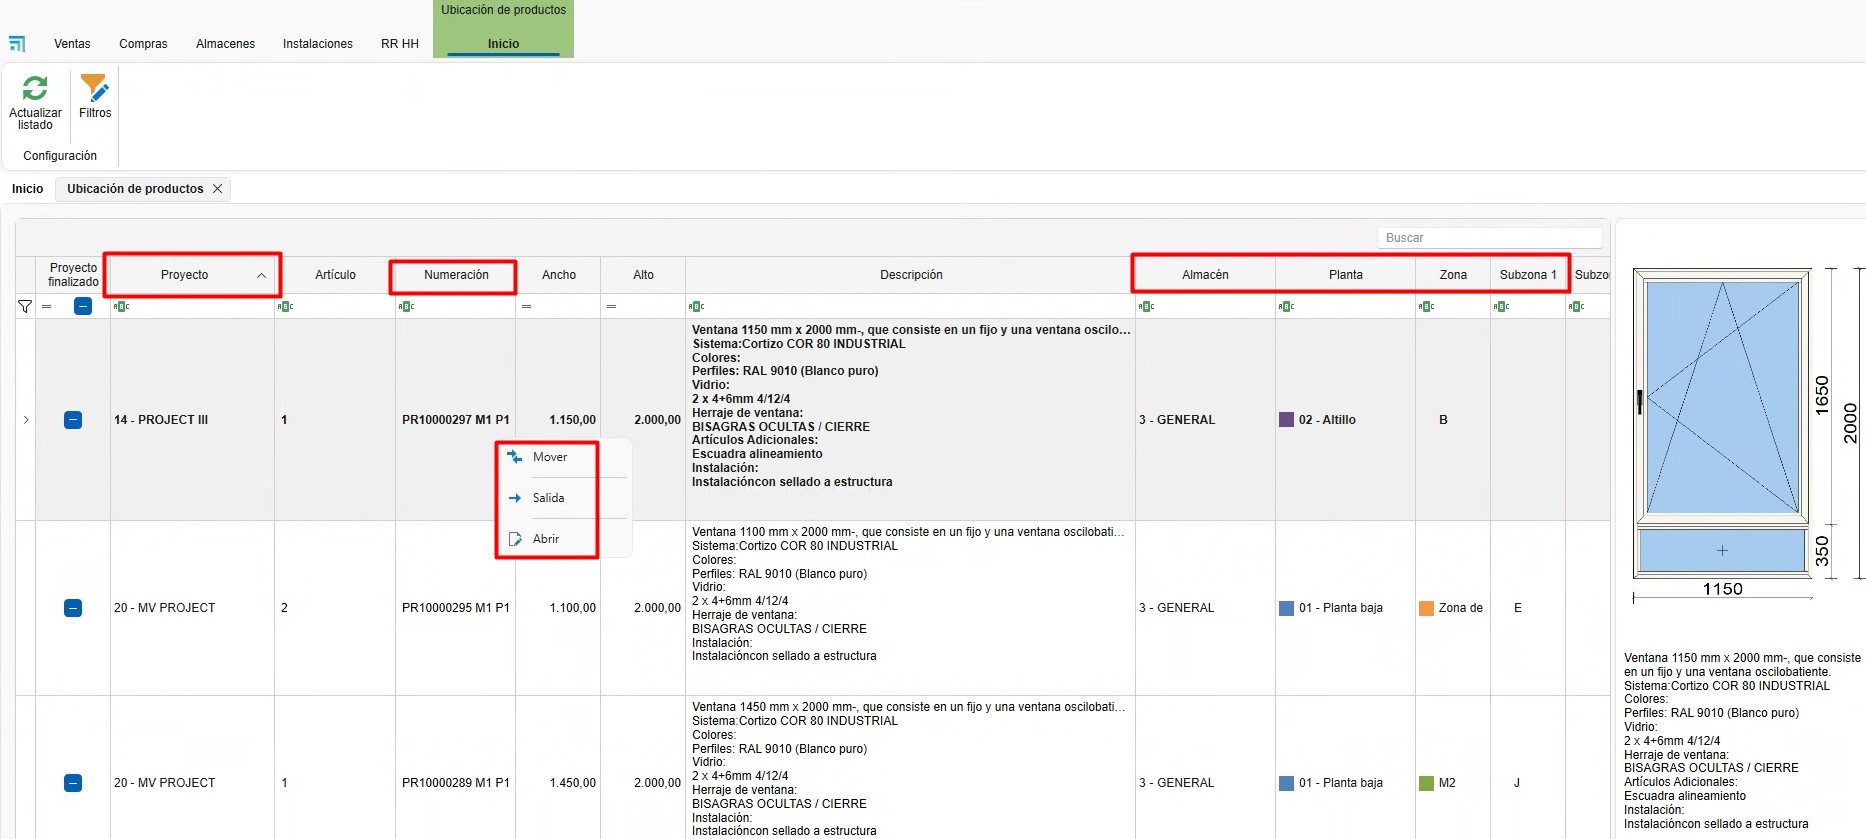 Ubicación de productos
Ventas Compras Almacenes Instalaciones RR HH Inicio
Actualizar listado
Filtros
Configuración
Inicio Ubicación de productos
Buscar
Proyecto finalizado Proyecto Artículo Numeración Ancho Alto Descripción Almacén Planta Zona Subzona 1 Subzo
14 - PROJECT III 1 PR10000297 M1 P1 1.150,00 2.000,00
Ventana 1150 mm x 2000 mm-, que consiste en un fijo y una ventana oscilo...
Sistema:Cortizo COR 80 INDUSTRIAL
Colores:
Perfiles: RAL 9010 (Blanco puro)
Vidrio:
2 x 4+6mm 4/12/4
Herraje de ventana:
BISAGRAS OCULTAS / CIERRE
Artículos Adicionales:
Escuadra alineamiento
Instalación:
Instalacióncon sellado a estructura
3 - GENERAL 02 - Altillo B
Mover
Salida
Abrir
20 - MV PROJECT 2 PR10000295 M1 P1 1.100,00 2.000,00
Ventana 1100 mm x 2000 mm-, que consiste en un fijo y una ventana oscilobati...
Sistema:Cortizo COR 80 INDUSTRIAL
Colores:
Perfiles: RAL 9010 (Blanco puro)
Vidrio:
2 x 4+6mm 4/12/4
Herraje de ventana:
BISAGRAS OCULTAS / CIERRE
Instalación:
Instalacióncon sellado a estructura
3 - GENERAL 01 - Planta baja Zona de E
20 - MV PROJECT 1 PR10000289 M1 P1 1.450,00 2.000,00
Ventana 1450 mm x 2000 mm-, que consiste en un fijo y una ventana oscilobati...
Sistema:Cortizo COR 80 INDUSTRIAL
Colores:
Perfiles: RAL 9010 (Blanco puro)
Vidrio:
2 x 4+6mm 4/12/4
Herraje de ventana:
BISAGRAS OCULTAS / CIERRE
Instalación:
Instalacióncon sellado a estructura
3 - GENERAL 01 - Planta baja M2 J
1650
2000
350
1150
Ventana 1150 mm x 2000 mm-, que consiste
en un fijo y una ventana oscilobatiente.
Sistema:Cortizo COR 80 INDUSTRIAL
Colores:
Perfiles: RAL 9010 (Blanco puro)
Vidrio:
2 x 4+6mm 4/12/4
Herraje de ventana:
BISAGRAS OCULTAS / CIERRE
Artículos Adicionales:
Escuadra alineamiento
Instalación:
Instalacióncon sellado a estructura